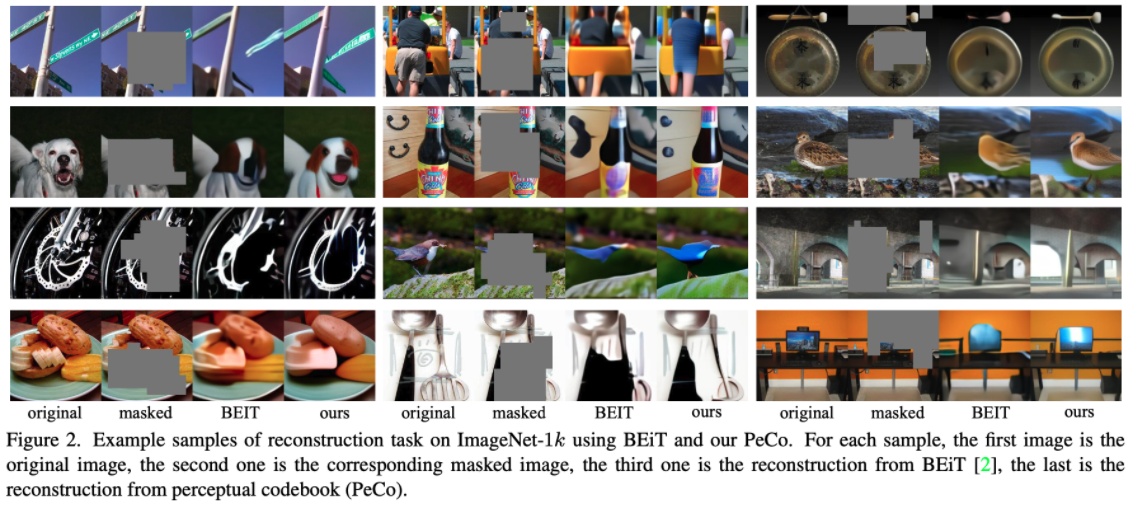 original masked BEIT ours original masked BEIT ours original masked BEIT ours
Figure 2. Example samples of reconstruction task on ImageNet-1k using BEiT and our PeCo. For each sample, the first image is the
original image, the second one is the corresponding masked image, the third one is the reconstruction from BEiT [2], the last is the
reconstruction from perceptual codebook (PeCo).